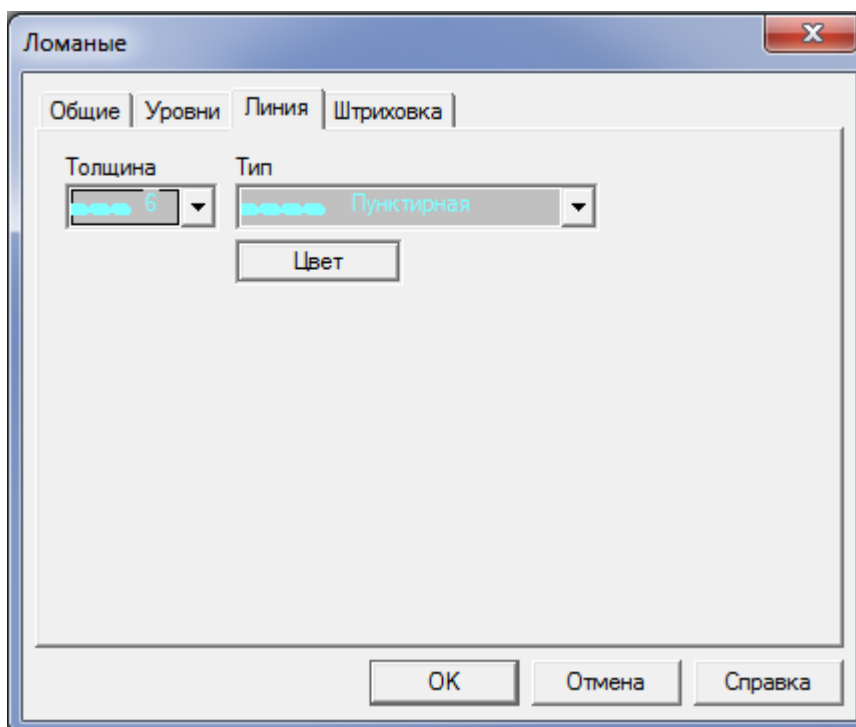 Ломаные
Общие Уровни Линия Штриховка
Толщина Тип
6 Пунктирная
Цвет
OK Отмена Справка